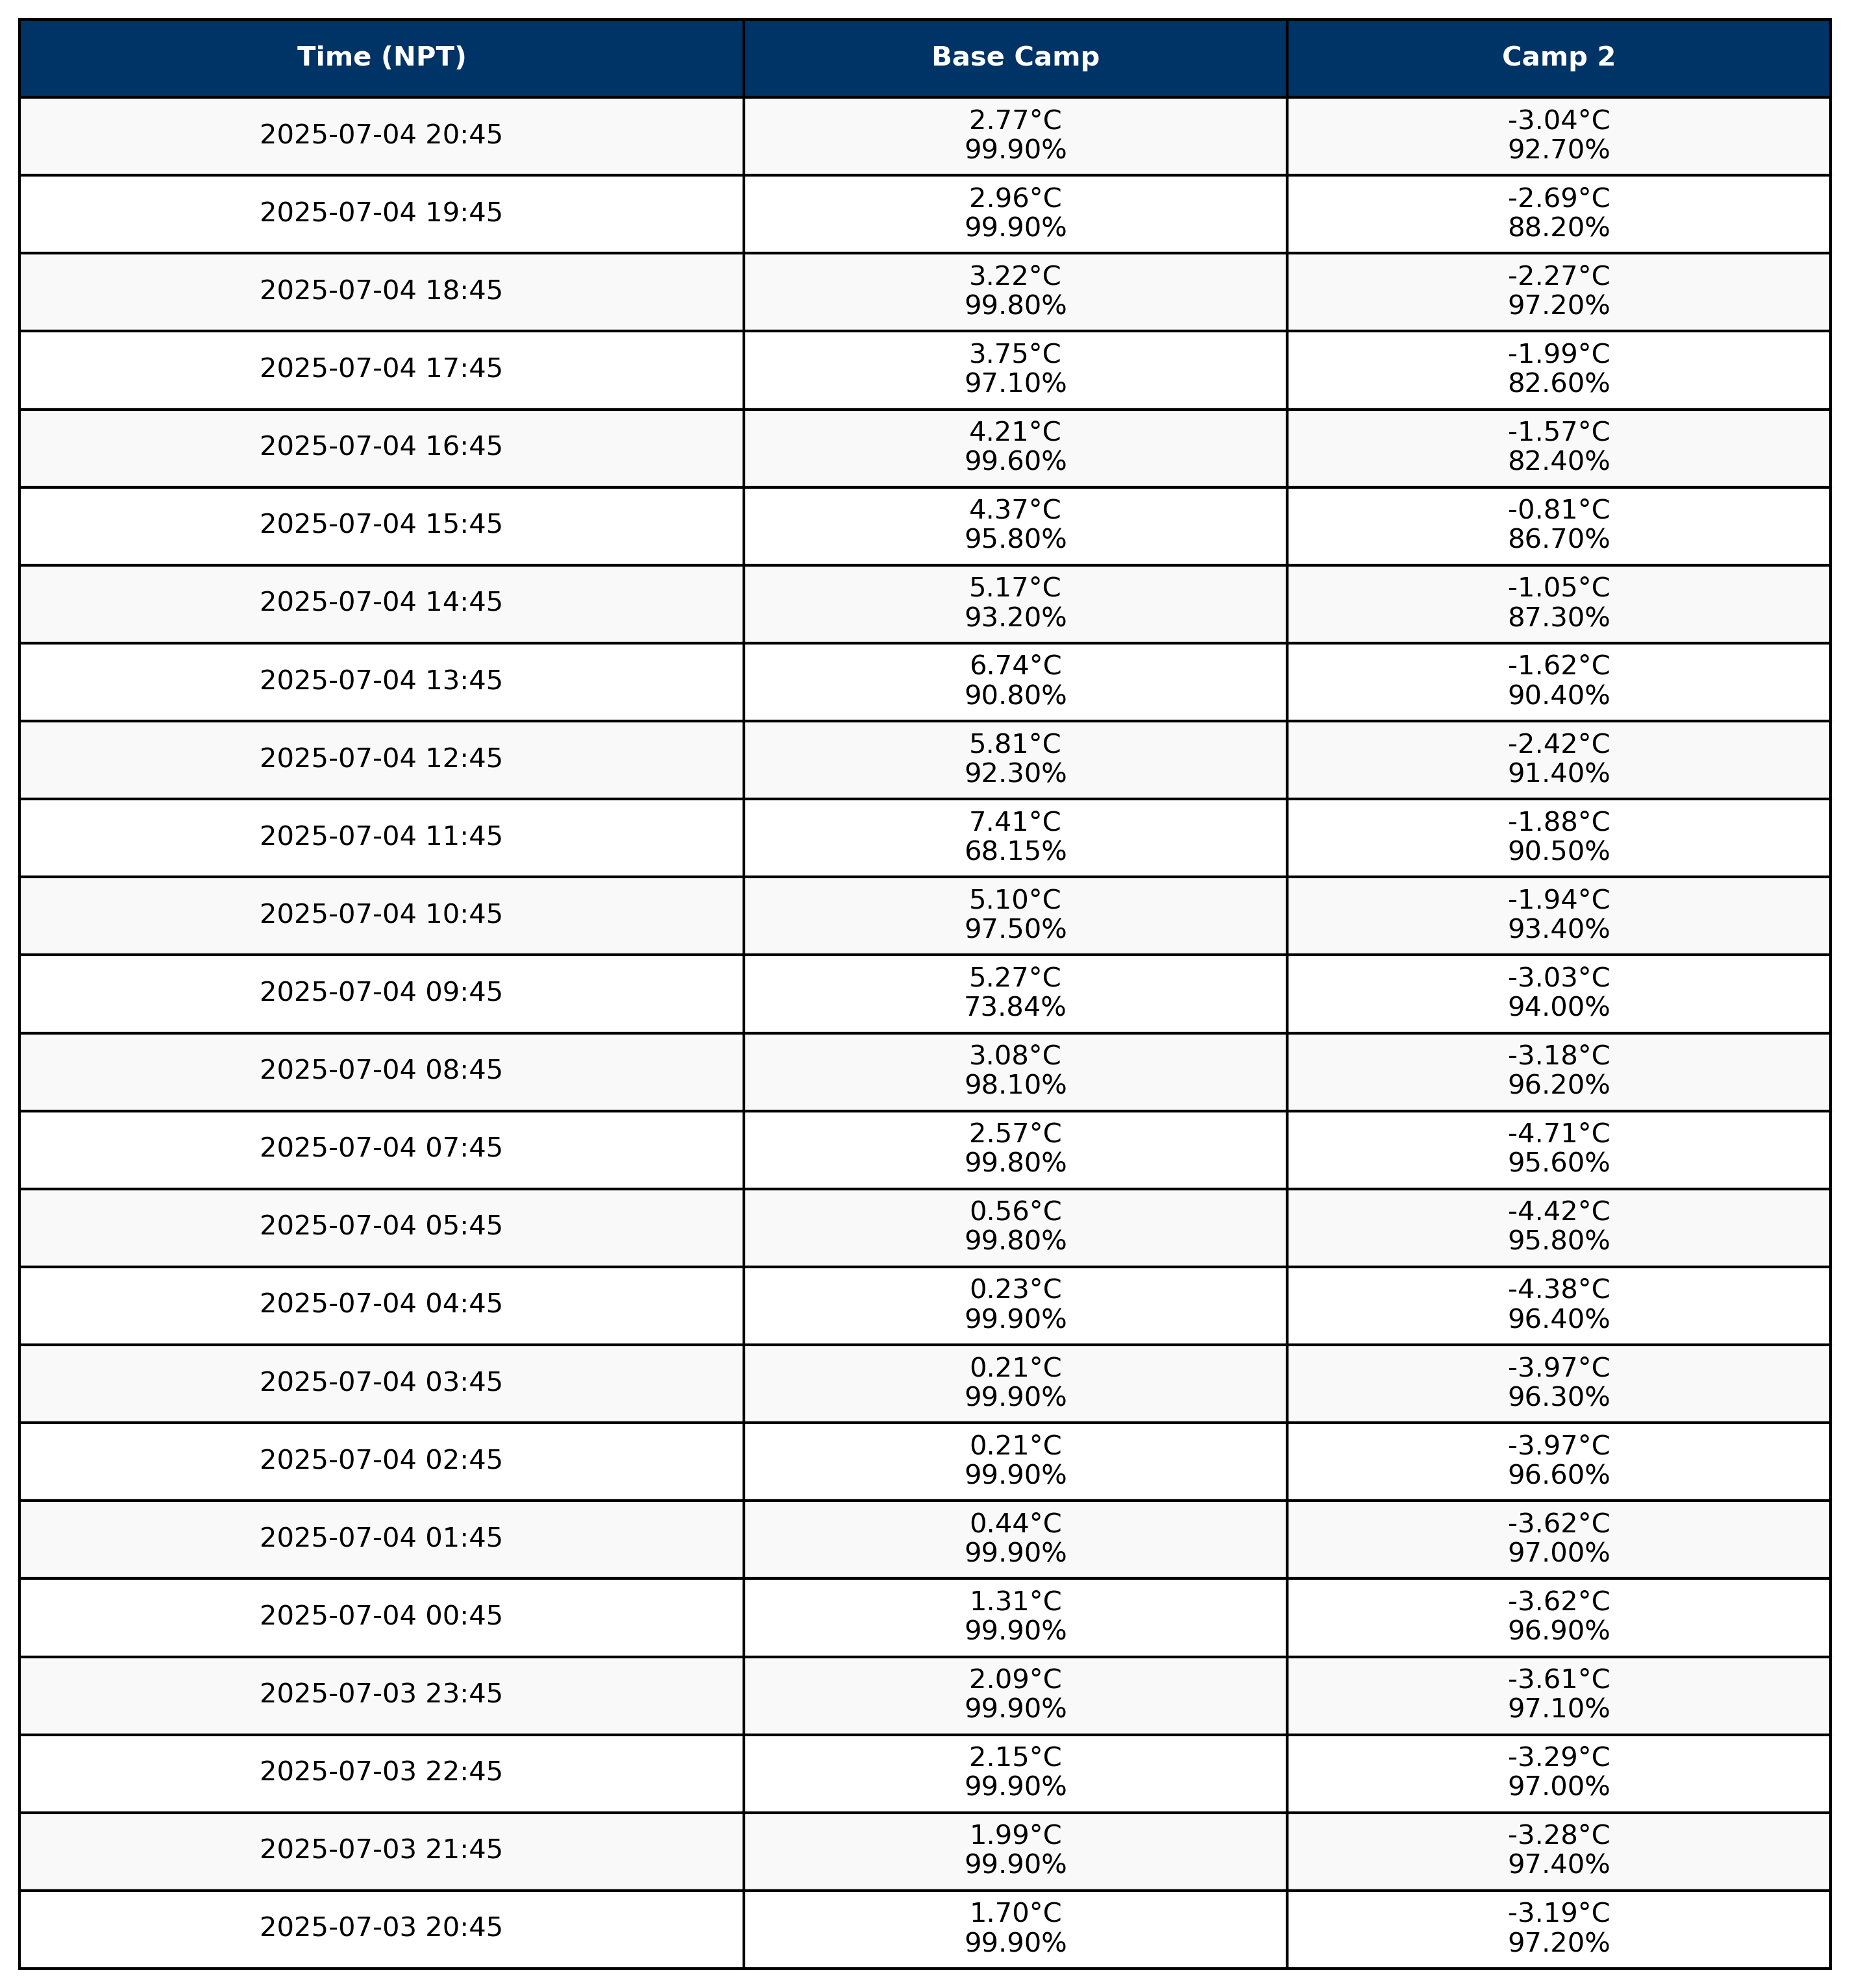 Time (NPT) Base Camp Camp 2
2025-07-04 20:45 2.77°C -3.04°C
99.90% 92.70%
2025-07-04 19:45 2.96°C -2.69°C
99.90% 88.20%
2025-07-04 18:45 3.22°C -2.27°C
99.80% 97.20%
2025-07-04 17:45 3.75°C -1.99°C
97.10% 82.60%
2025-07-04 16:45 4.21°C -1.57°C
99.60% 82.40%
2025-07-04 15:45 4.37°C -0.81°C
95.80% 86.70%
2025-07-04 14:45 5.17°C -1.05°C
93.20% 87.30%
2025-07-04 13:45 6.74°C -1.62°C
90.80% 90.40%
2025-07-04 12:45 5.81°C -2.42°C
92.30% 91.40%
2025-07-04 11:45 7.41°C -1.88°C
68.15% 90.50%
2025-07-04 10:45 5.10°C -1.94°C
97.50% 93.40%
2025-07-04 09:45 5.27°C -3.03°C
73.84% 94.00%
2025-07-04 08:45 3.08°C -3.18°C
98.10% 96.20%
2025-07-04 07:45 2.57°C -4.71°C
99.80% 95.60%
2025-07-04 05:45 0.56°C -4.42°C
99.80% 95.80%
2025-07-04 04:45 0.23°C -4.38°C
99.90% 96.40%
2025-07-04 03:45 0.21°C -3.97°C
99.90% 96.30%
2025-07-04 02:45 0.21°C -3.97°C
99.90% 96.60%
2025-07-04 01:45 0.44°C -3.62°C
99.90% 97.00%
2025-07-04 00:45 1.31°C -3.62°C
99.90% 96.90%
2025-07-03 23:45 2.09°C -3.61°C
99.90% 97.10%
2025-07-03 22:45 2.15°C -3.29°C
99.90% 97.00%
2025-07-03 21:45 1.99°C -3.28°C
99.90% 97.40%
2025-07-03 20:45 1.70°C -3.19°C
99.90% 97.20%